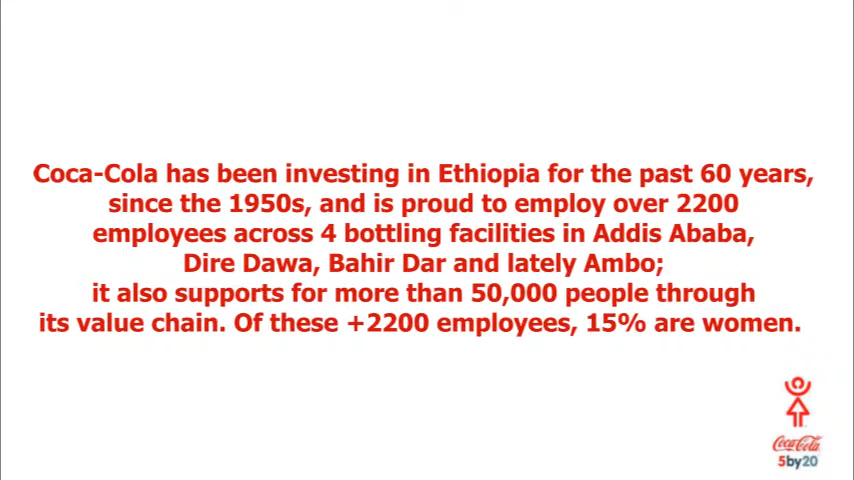 Coca-Cola has been investing in Ethiopia for the past 60 years,
since the 1950s, and is proud to employ over 2200
employees across 4 bottling facilities in Addis Ababa,
Dire Dawa, Bahir Dar and lately Ambo;
it also supports for more than 50,000 people through
its value chain. Of these +2200 employees, 15% are women.
Coca-Cola
5by20